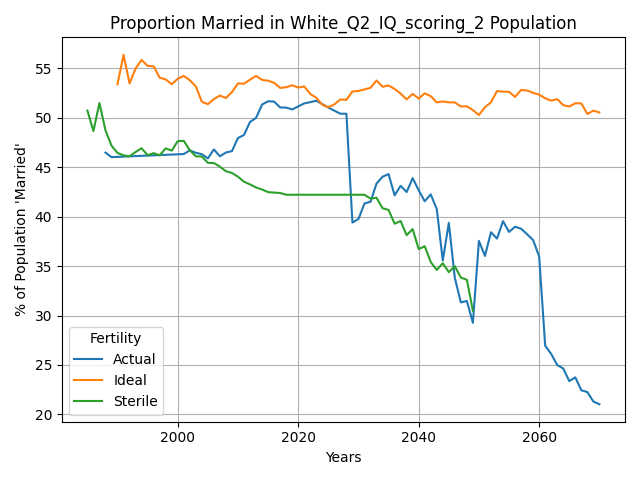 Proportion Married in White_Q2_IQ_scoring_2 Population
% of Population 'Married'
55
50
45
40
35
30
25
20
Fertility
Actual
Ideal
Sterile
2000
2020
2040
2060
Years